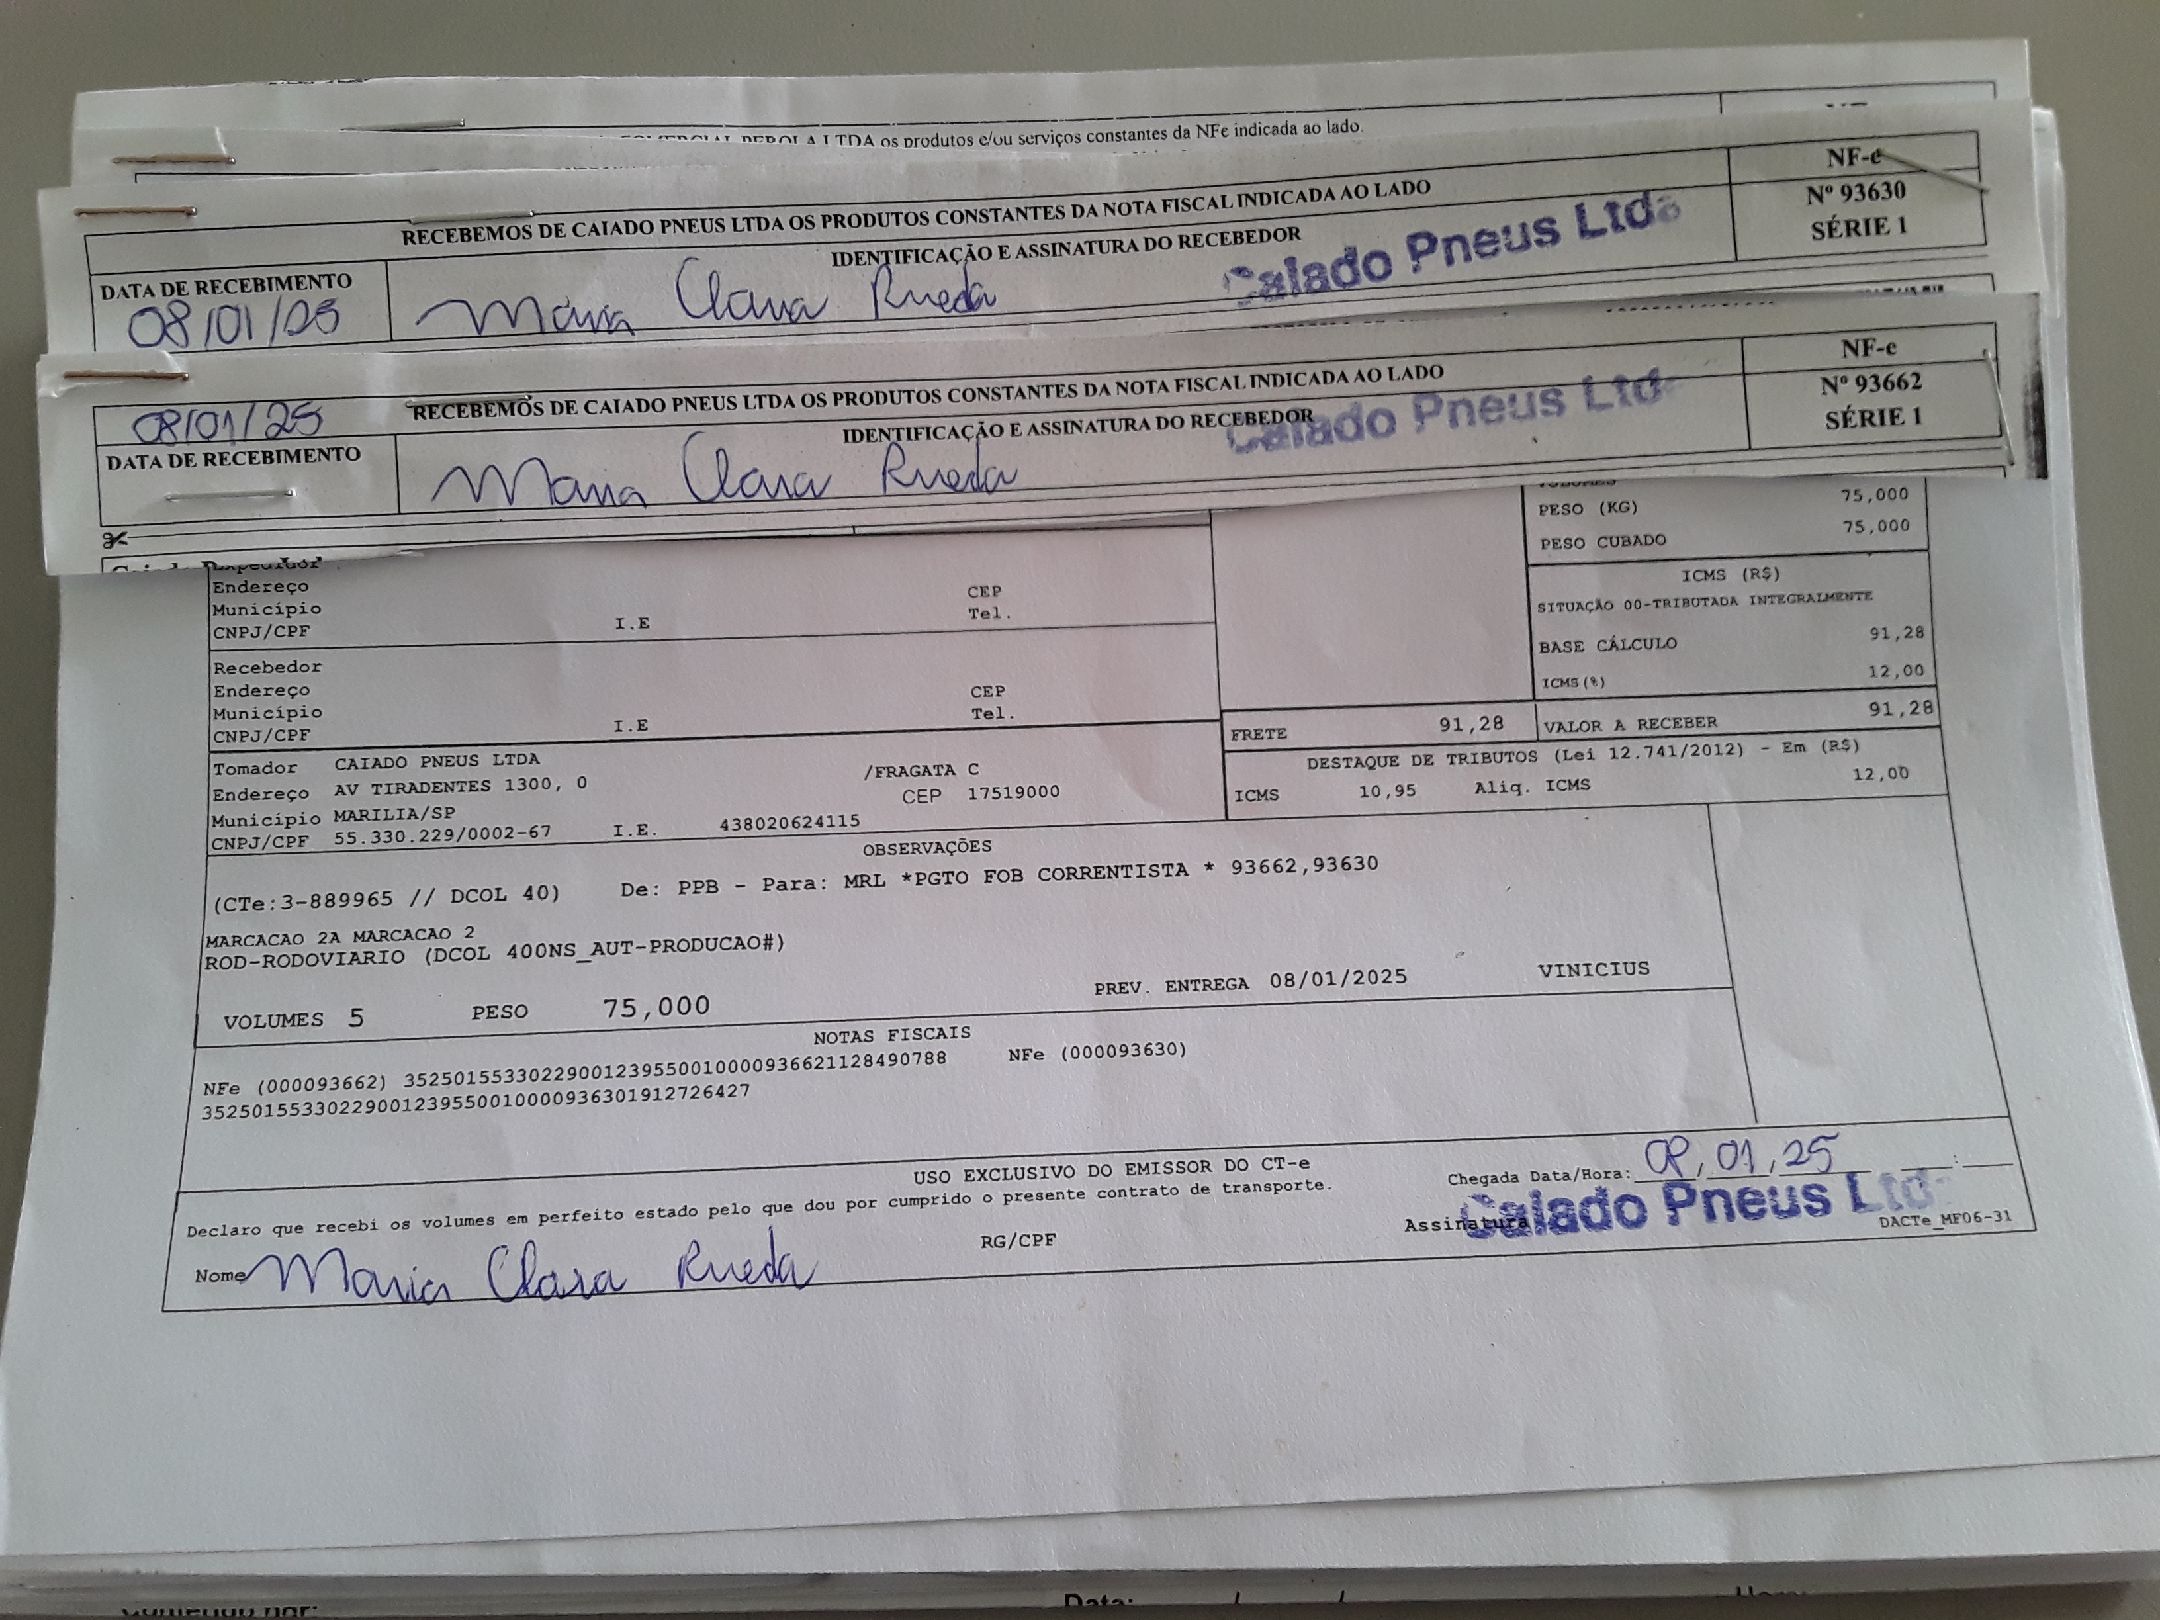 COMERCIAL PEROLA LTDA os produtos e/ou serviços constantes da NFe indicada ao lado.
RECEBEMOS DE CAIADO PNEUS LTDA OS PRODUTOS CONSTANTES DA NOTA FISCAL INDICADA AO LADO
NF-e
Nº 93630
SÉRIE 1
DATA DE RECEBIMENTO
08/01/25
IDENTIFICAÇÃO E ASSINATURA DO RECEBEDOR
Maria Clara Rueda
Caiado Pneus Ltda
RECEBEMOS DE CAIADO PNEUS LTDA OS PRODUTOS CONSTANTES DA NOTA FISCAL INDICADA AO LADO
NF-e
Nº 93662
SÉRIE 1
08/01/25
DATA DE RECEBIMENTO
IDENTIFICAÇÃO E ASSINATURA DO RECEBEDOR
Maria Clara Rueda
Caiado Pneus Ltd
VOLUMES
PESO (KG) 75,000
PESO CUBADO 75,000
ICMS (R$)
SITUAÇÃO 00-TRIBUTADA INTEGRALMENTE
BASE CÁLCULO 91,28
ICMS(%) 12,00
Expedidor
Endereço CEP
Município Tel.
CNPJ/CPF I.E
Recebedor
Endereço CEP
Município Tel.
CNPJ/CPF I.E
FRETE 91,28 VALOR A RECEBER 91,28
Tomador CAIADO PNEUS LTDA
Endereço AV TIRADENTES 1300, 0 /FRAGATA C
Município MARILIA/SP CEP 17519000
CNPJ/CPF 55.330.229/0002-67 I.E. 438020624115
DESTAQUE DE TRIBUTOS (Lei 12.741/2012) - Em (R$)
ICMS 10,95 Aliq. ICMS 12,00
OBSERVAÇÕES
(CTe:3-889965 // DCOL 40) De: PPB - Para: MRL *PGTO FOB CORRENTISTA * 93662,93630
MARCACAO 2A MARCACAO 2
ROD-RODOVIARIO (DCOL 400NS_AUT-PRODUCAO#)
VOLUMES 5 PESO 75,000 PREV. ENTREGA 08/01/2025 VINICIUS
NOTAS FISCAIS
NFe (000093662) 35250155330229001239550010000936621128490788 NFe (000093630)
35250155330229001239550010000936301912726427
USO EXCLUSIVO DO EMISSOR DO CT-e
Declaro que recebi os volumes em perfeito estado pelo que dou por cumprido o presente contrato de transporte.
Chegada Data/Hora: 08/01/25 :
Nome Maria Clara Rueda RG/CPF Assinatura Caiado Pneus Ltd
DACTe_MF06-31
Data: / /